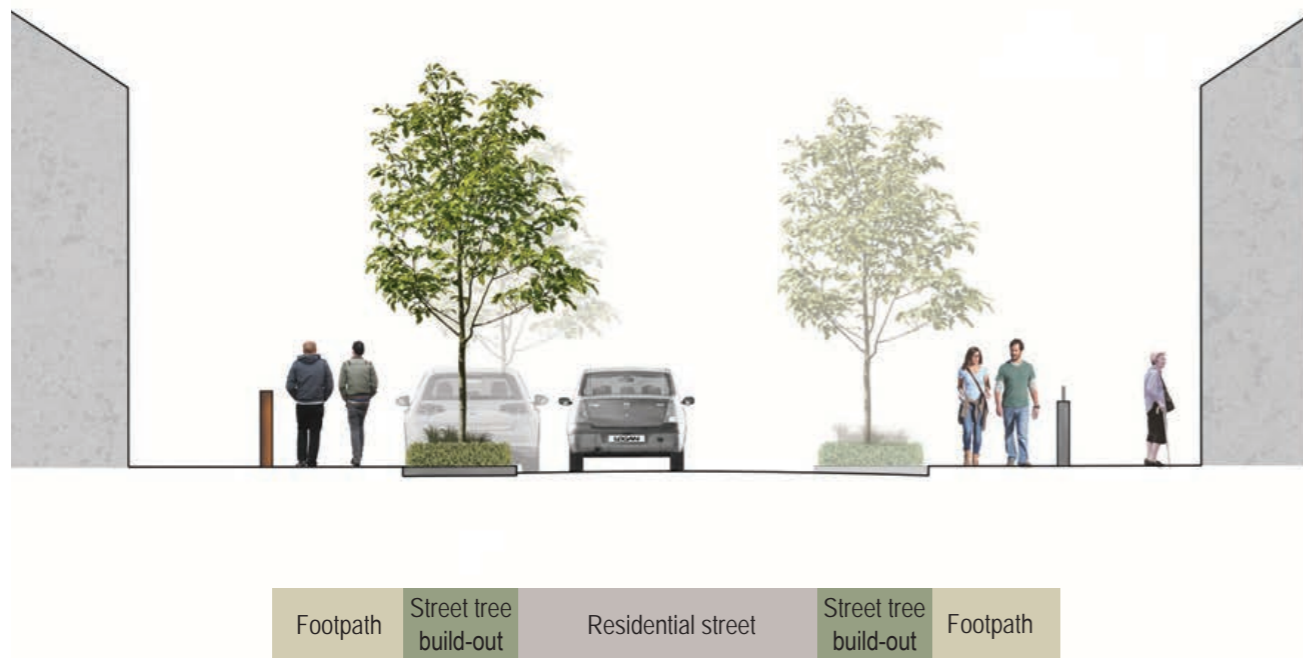 LOGAN
Footpath
Street tree
build-out
Residential street
Street tree
build-out
Footpath